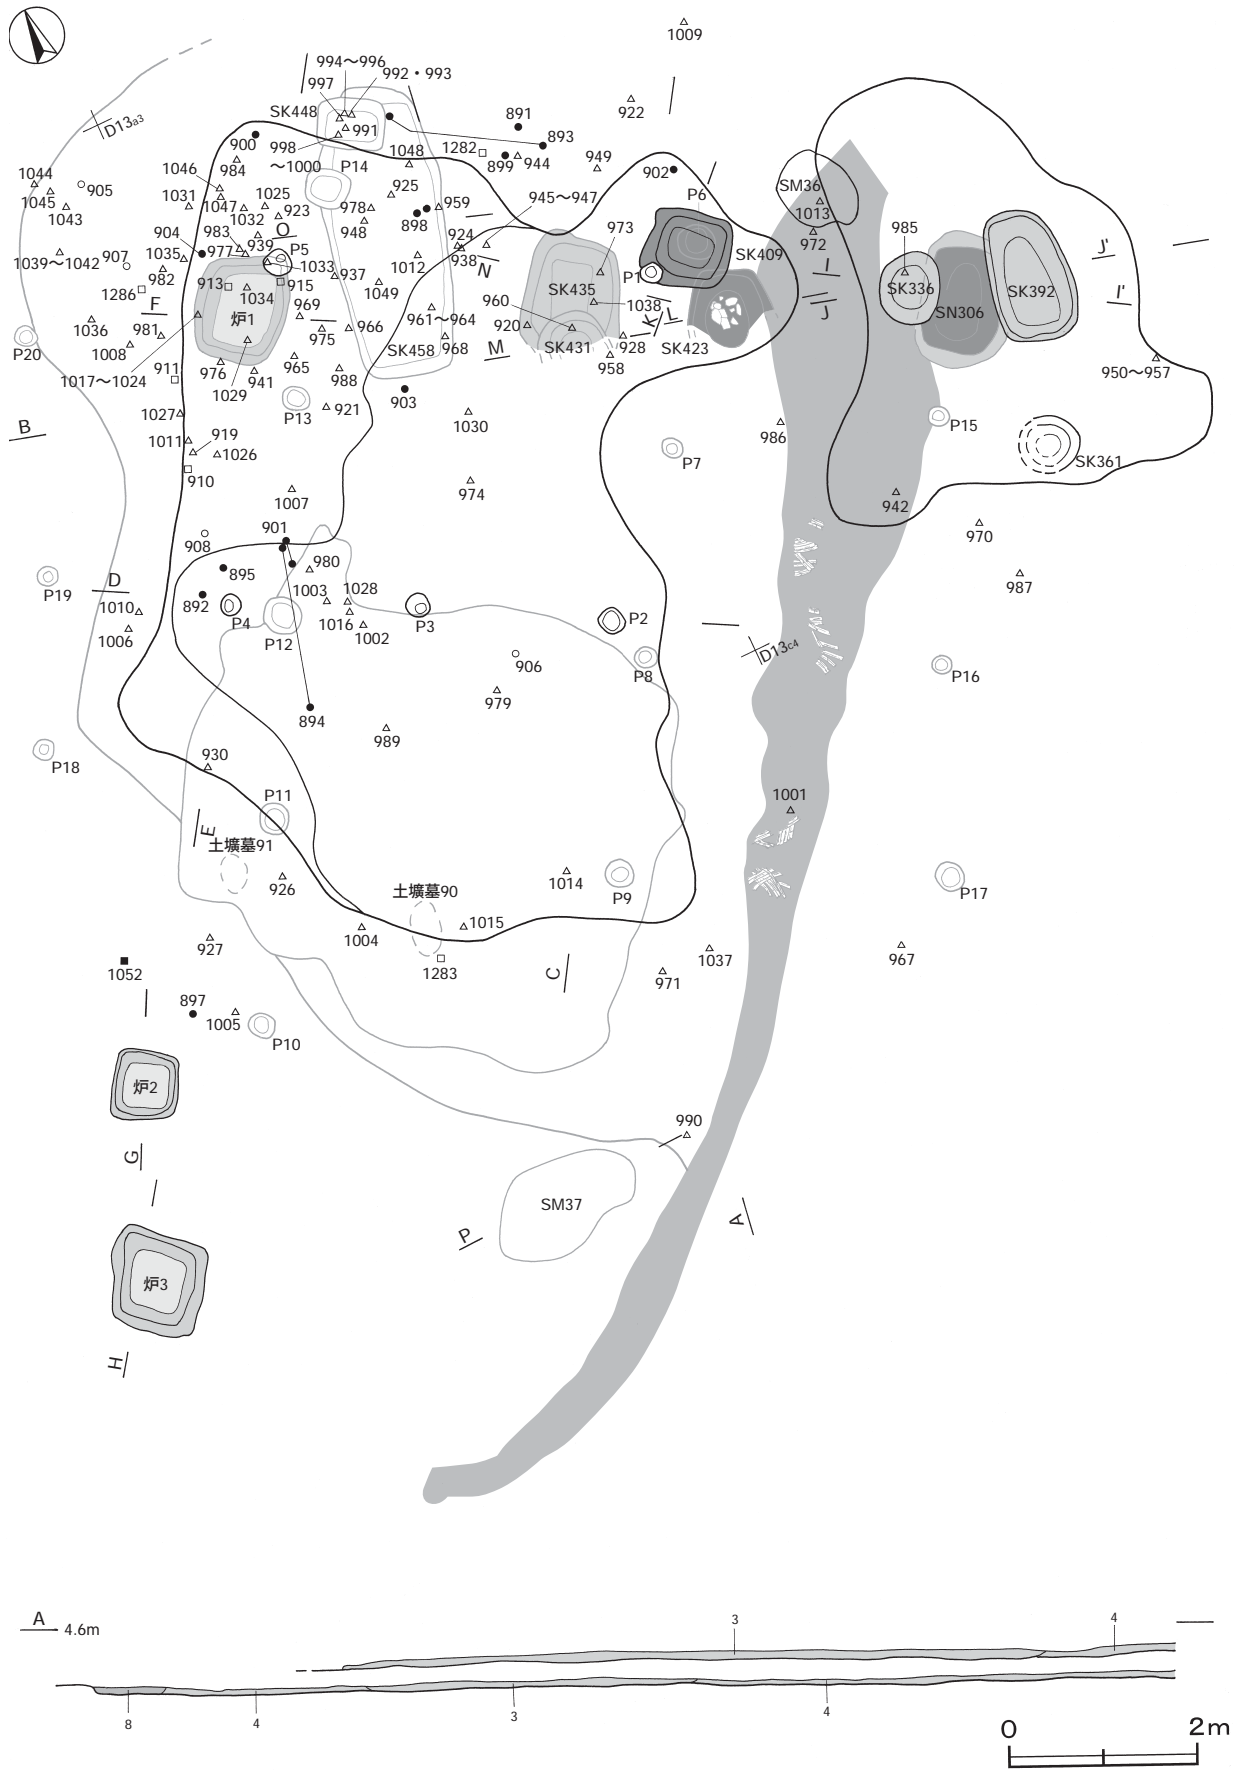 1009
994～996
992・993
997
922
SK448
891
D13a3
991
893
900
998
～1000
1048
1282
899
944
949
984
P14
902
1046
P6
SM36
1044
905
1045
1043
1031
1047
1025
1032
923
925
978
948
898
959
945～947
973
1013
972
985
J'
904
983
977
939
O
P5
1033
924
938
N
SK409
I
1039～1042
907
1035
982
1012
P1
913
1034
915
937
1049
SK435
1038
J
SK336
SN306
SK392
I'
1286
F
炉1
969
960
961～964
K
L
1036
981
975
966
920
P20
1008
SK458
968
M
SK431
928
SK423
958
1017～1024
911
976
941
965
988
950～957
1029
P13
921
903
B
1027
1030
986
P15
1011
919
1026
P7
SK361
910
974
1007
942
901
970
908
895
980
987
P19
D
1003
1028
1010
892
P4
P12
1016
1002
P3
P2
1006
D13c4
906
P8
P16
979
894
989
930
P18
P11
1001
E
土壙墓91
926
土壙墓90
1014
P9
P17
1004
1015
927
1283
C
1037
967
1052
971
897
1005
P10
炉2
990
G
SM37
A
P
炉3
H
A
4.6m
3
4
8
4
3
4
0
2m